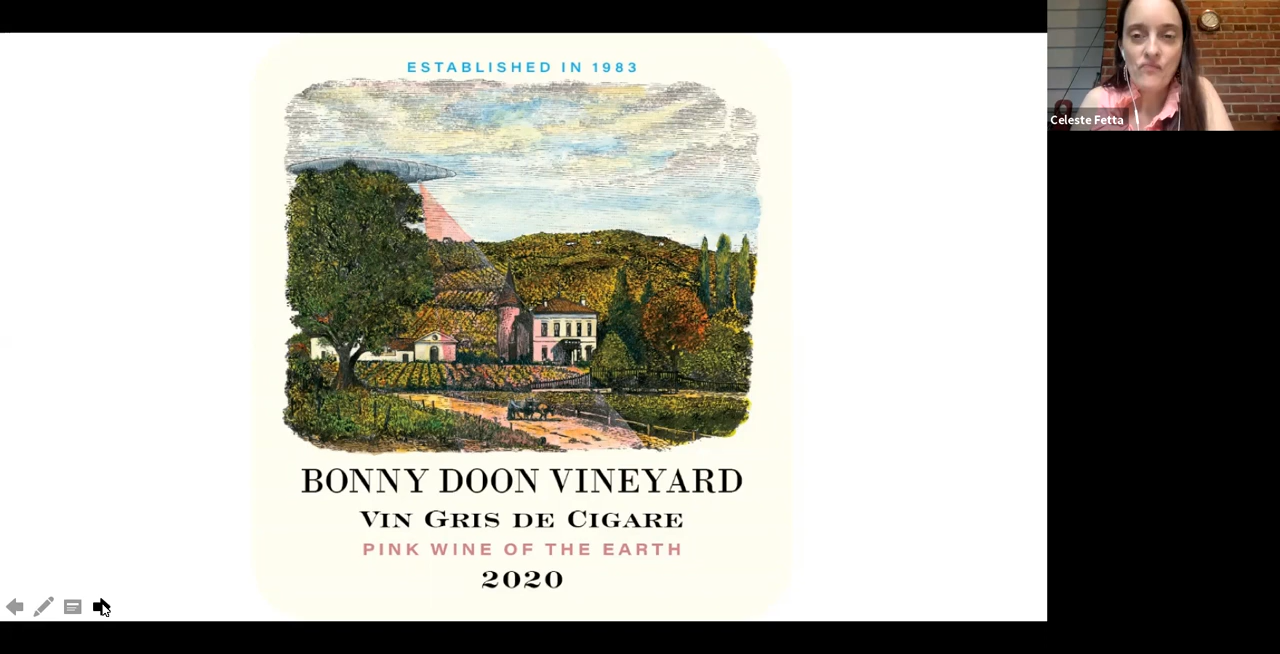 ESTABLISHED IN 1983
BONNY DOON VINEYARD
VIN GRIS DE CIGARE
PINK WINE OF THE EARTH
2020
Celeste Fetta